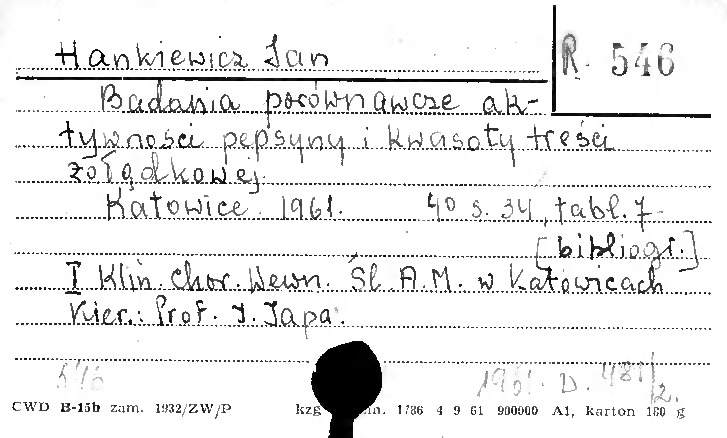 Hankiewicz Jan
R. 546
Badania porównawcze ak-
tywności pepsyny i kwasoty treści
żołądkowej.
Katowice 1961. 4° s. 34, tabl. 7.
[bibliogr.]
I Klin. Chor. Wewn. Śl. A.M. w Katowicach
Kier.: Prof. J. Japa.
546
1961. D. 481/2.
CWD B-15b zam. 1932/ZW/P
kzg n. 1786 4 9 61 900900 A1, karton 180 g